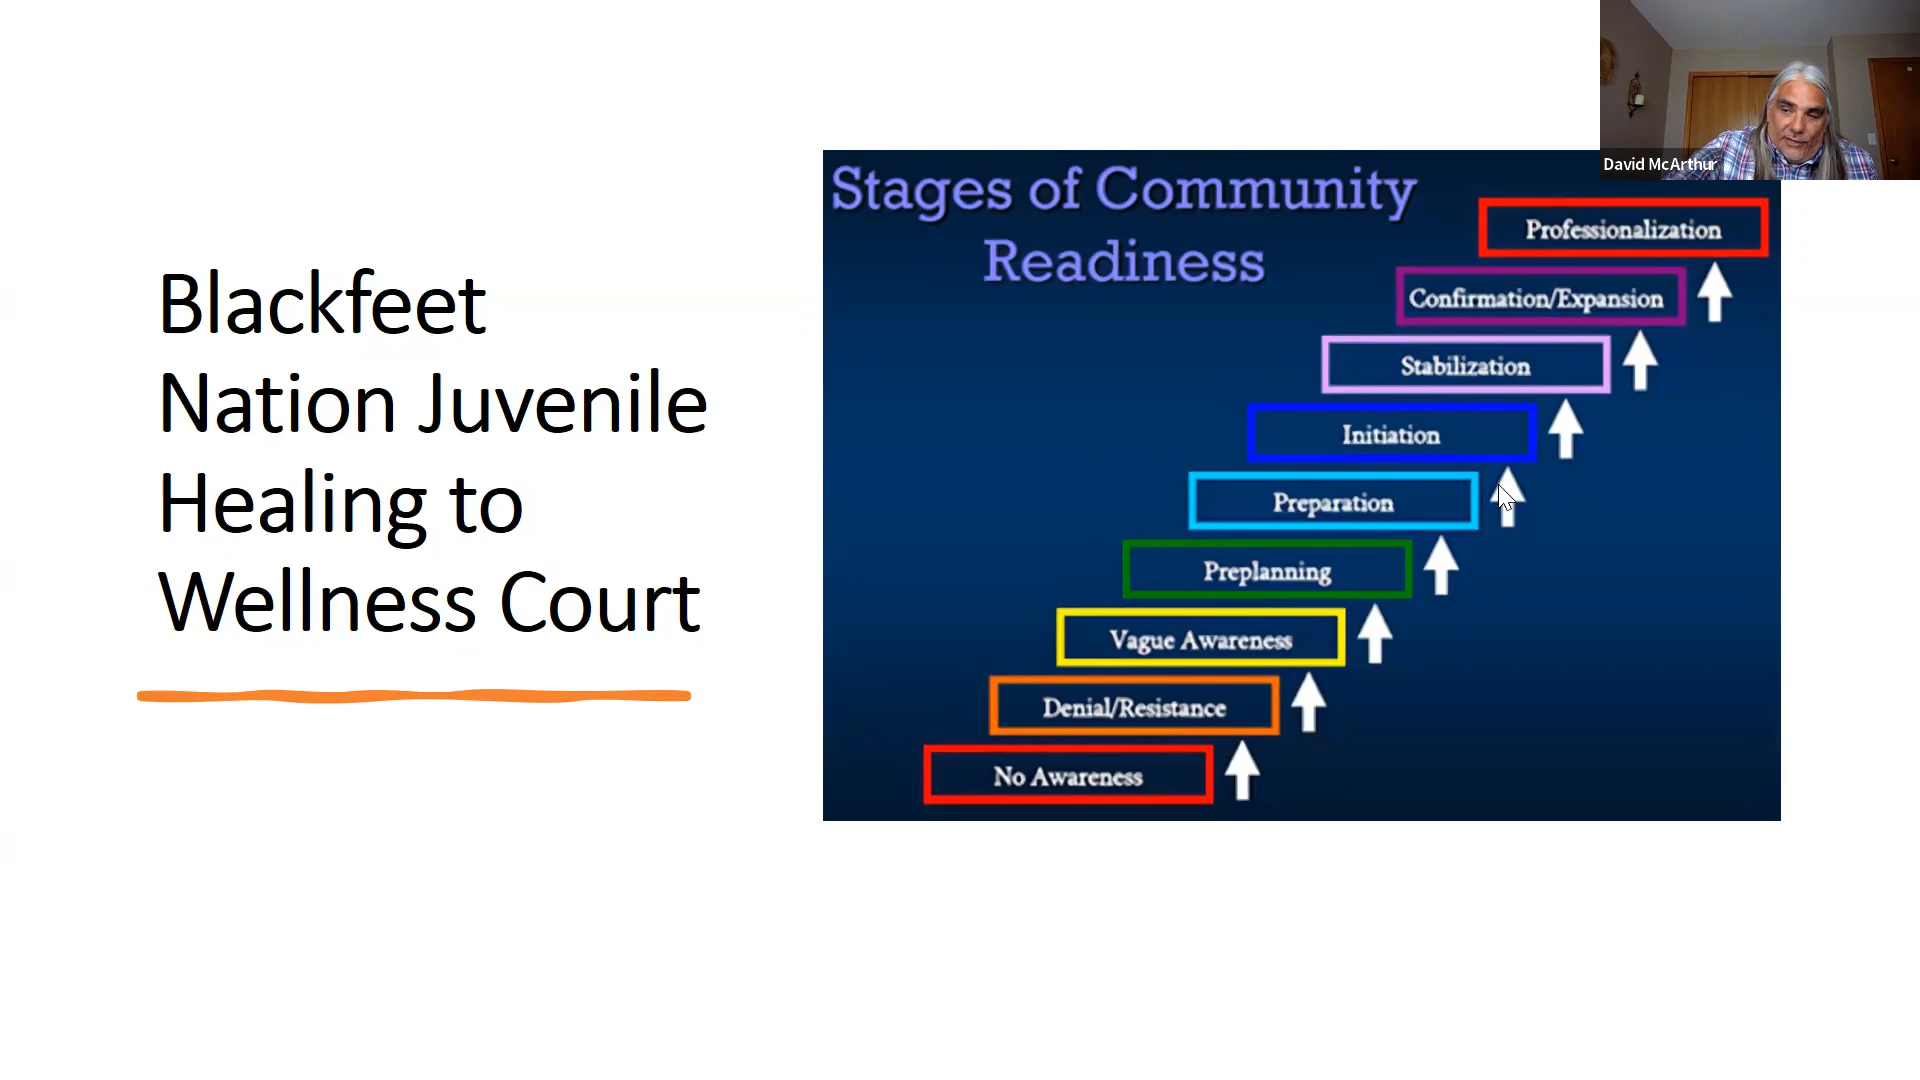 Blackfeet
Nation Juvenile
Healing to
Wellness Court
Stages of Community
Readiness
Professionalization
Confirmation/Expansion
Stabilization
Initiation
Preparation
Preplanning
Vague Awareness
Denial/Resistance
No Awareness
David McArthur